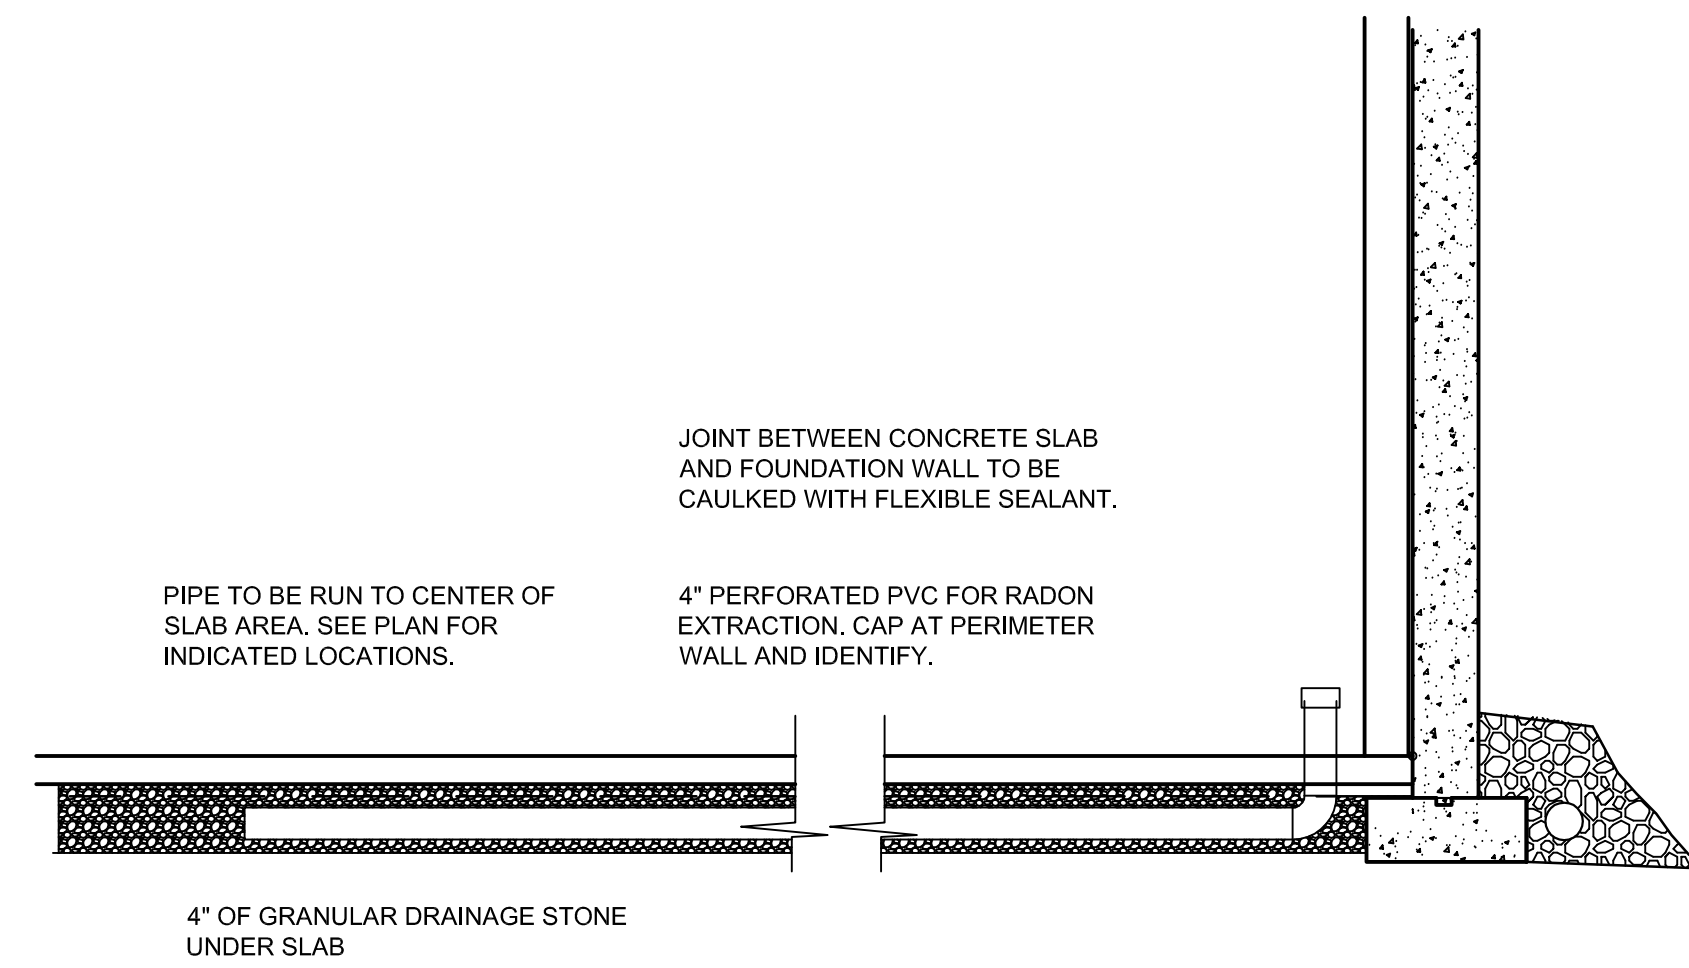 JOINT BETWEEN CONCRETE SLAB
AND FOUNDATION WALL TO BE
CAULKED WITH FLEXIBLE SEALANT.
PIPE TO BE RUN TO CENTER OF
SLAB AREA. SEE PLAN FOR
INDICATED LOCATIONS.
4" PERFORATED PVC FOR RADON
EXTRACTION. CAP AT PERIMETER
WALL AND IDENTIFY.
4" OF GRANULAR DRAINAGE STONE
UNDER SLAB